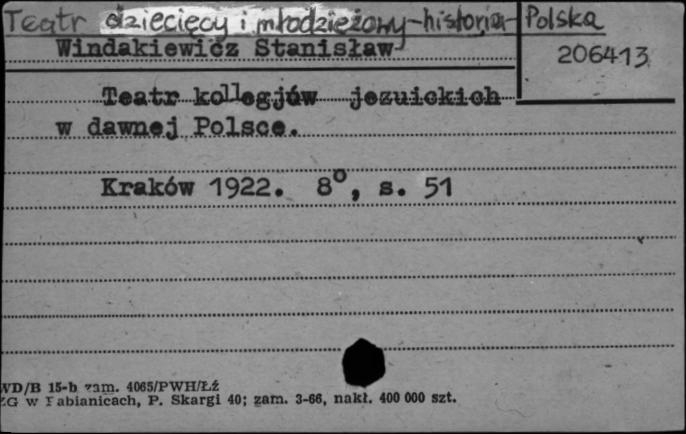 Teatr dziecięcy i młodzieżowy-historia-Polska
Windakiewicz Stanisław
206413
Teatr kollegjów jezuickich
w dawnej Polsce.
Kraków 1922. 8°, s. 51
WD/B 15-b zam. 4065/PWH/Łź
ZG w Pabianicach, P. Skargi 40; zam. 3-66, nakł. 400 000 szt.